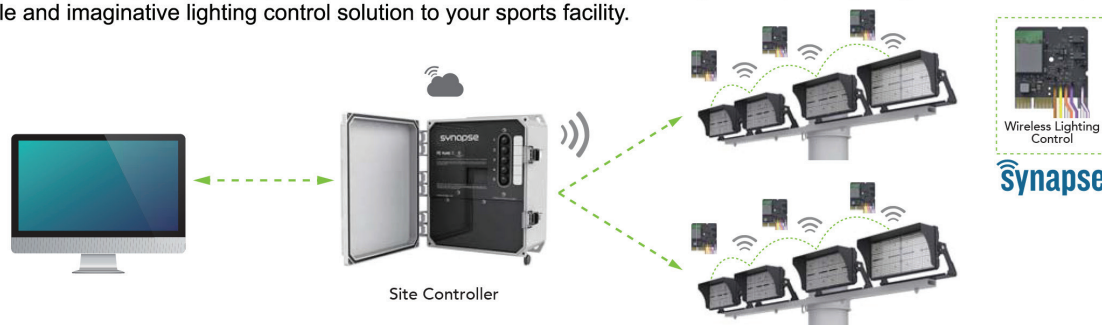 le and imaginative lighting control solution to your sports facility.
synapse
Site Controller
Wireless Lighting
Control
synapse